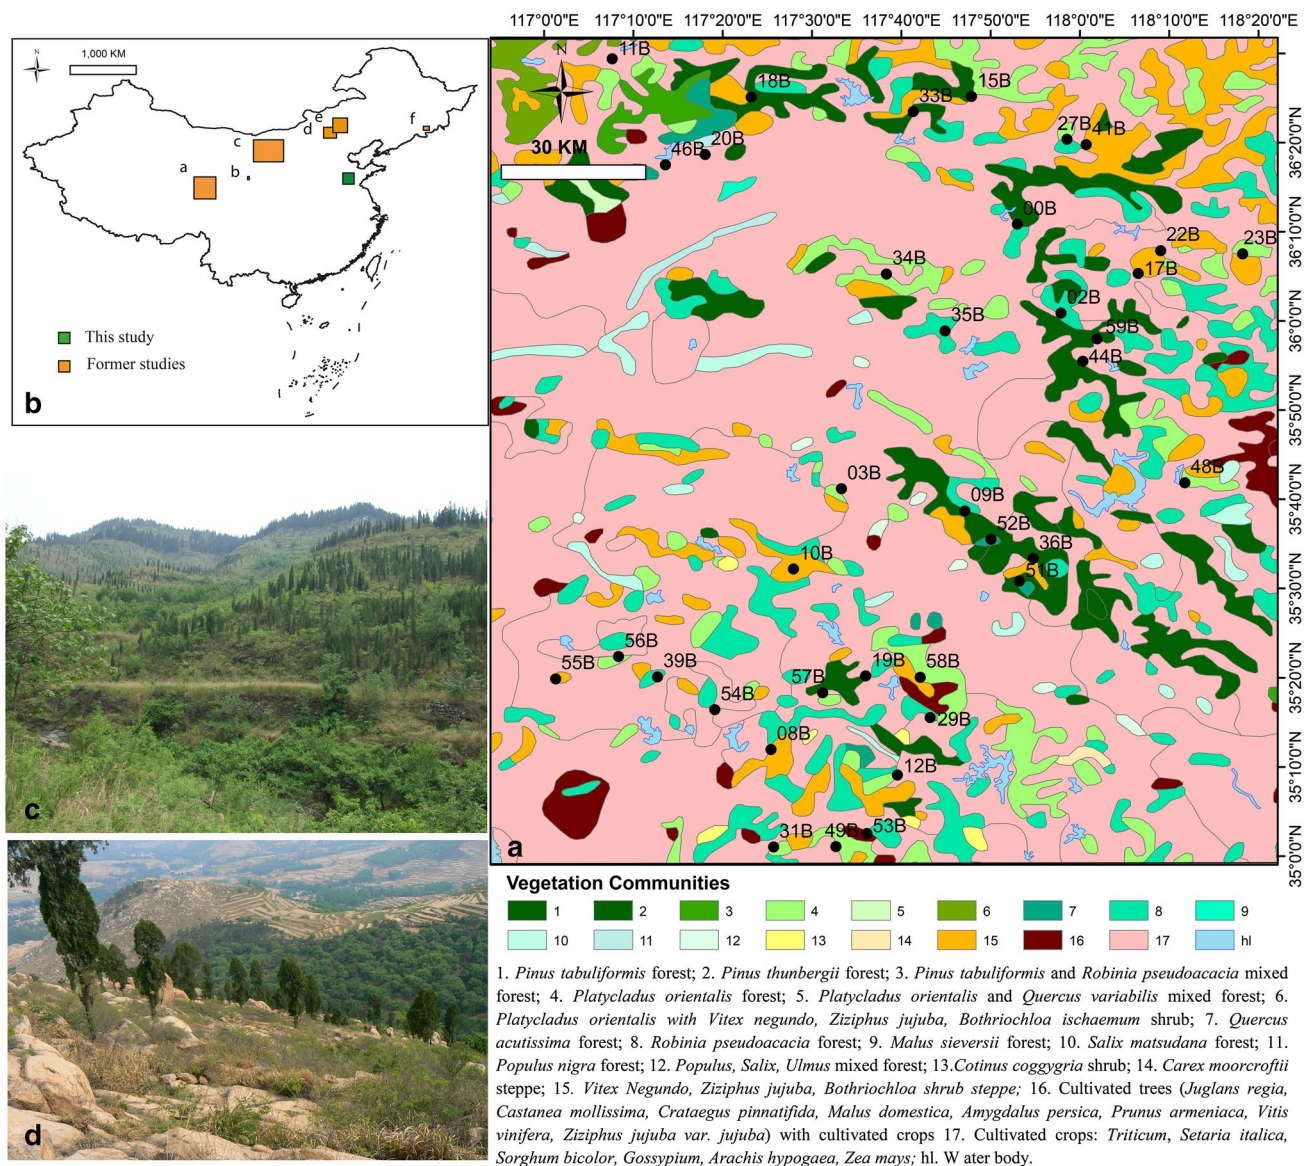 117°0'0"E 117°10'0"E 117°20'0"E 117°30'0"E 117°40'0"E 117°50'0"E 118°0'0"E 118°10'0"E 118°20'0"E
N
1,000 KM
a
b
c
d
e
f
This study
Former studies
b
N
30 KM
11B
18B
33B
15B
27B
41B
46B
20B
00B
22B
23B
17B
34B
02B
35B
59B
44B
03B
48B
09B
52B
10B
36B
51B
56B
55B
39B
54B
57B
19B
58B
29B
08B
12B
31B
49B
53B
36°20'0"N
36°10'0"N
36°0'0"N
35°50'0"N
35°40'0"N
35°30'0"N
35°20'0"N
35°10'0"N
35°0'0"N
a
c
d
Vegetation Communities
1 2 3 4 5 6 7 8 9
10 11 12 13 14 15 16 17 hl
1. Pinus tabuliformis forest; 2. Pinus thunbergii forest; 3. Pinus tabuliformis and Robinia pseudoacacia mixed
forest; 4. Platycladus orientalis forest; 5. Platycladus orientalis and Quercus variabilis mixed forest; 6.
Platycladus orientalis with Vitex negundo, Ziziphus jujuba, Bothriochloa ischaemum shrub; 7. Quercus
acutissima forest; 8. Robinia pseudoacacia forest; 9. Malus sieversii forest; 10. Salix matsudana forest; 11.
Populus nigra forest; 12. Populus, Salix, Ulmus mixed forest; 13.Cotinus coggygria shrub; 14. Carex moorcroftii
steppe; 15. Vitex Negundo, Ziziphus jujuba, Bothriochloa shrub steppe; 16. Cultivated trees (Juglans regia,
Castanea mollissima, Crataegus pinnatifida, Malus domestica, Amygdalus persica, Prunus armeniaca, Vitis
vinifera, Ziziphus jujuba var. jujuba) with cultivated crops 17. Cultivated crops: Triticum, Setaria italica,
Sorghum bicolor, Gossypium, Arachis hypogaea, Zea mays; hl. W ater body.